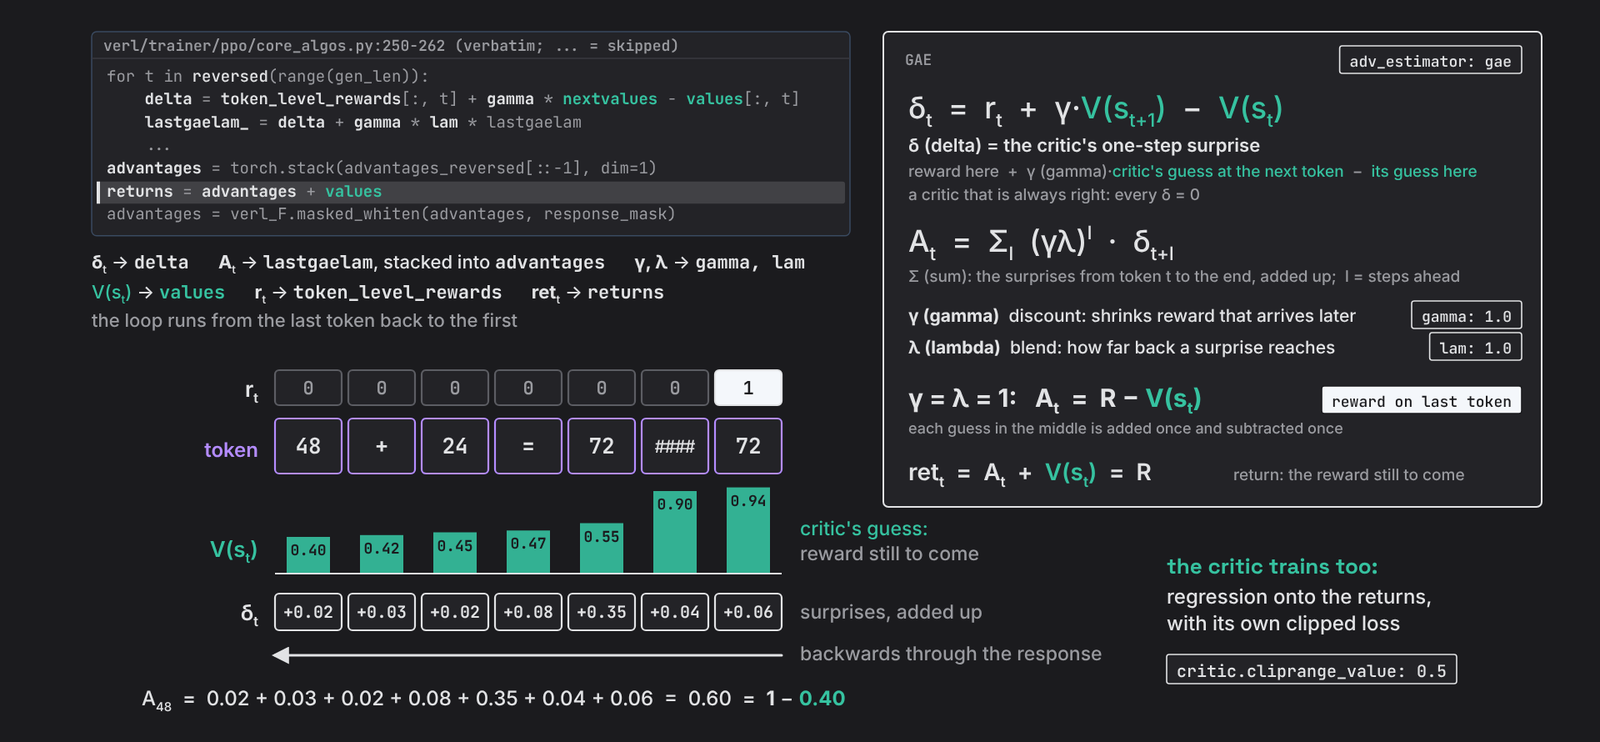 verl/trainer/ppo/core_algos.py:250-262 (verbatim; ... = skipped)
for t in reversed(range(gen_len)):
    delta = token_level_rewards[:, t] + gamma * nextvalues - values[:, t]
    lastgaelam_ = delta + gamma * lam * lastgaelam
    ...
advantages = torch.stack(advantages_reversed[::-1], dim=1)
returns = advantages + values
advantages = verl_F.masked_whiten(advantages, response_mask)
δₜ → delta Aₜ → lastgaelam, stacked into advantages γ, λ → gamma, lam
V(sₜ) → values rₜ → token_level_rewards retₜ → returns
the loop runs from the last token back to the first
rₜ 0 0 0 0 0 0 1
token 48 + 24 = 72 #### 72
V(sₜ) 0.40 0.42 0.45 0.47 0.55 0.90 0.94
critic's guess:
reward still to come
δₜ +0.02 +0.03 +0.02 +0.08 +0.35 +0.04 +0.06 surprises, added up
backwards through the response
A₄₈ = 0.02 + 0.03 + 0.02 + 0.08 + 0.35 + 0.04 + 0.06 = 0.60 = 1 − 0.40
GAE adv_estimator: gae
δₜ = rₜ + γ·V(sₜ₊₁) − V(sₜ)
δ (delta) = the critic's one-step surprise
reward here + γ (gamma)·critic's guess at the next token − its guess here
a critic that is always right: every δ = 0
Aₜ = Σₗ (γλ)ˡ · δₜ₊ₗ
Σ (sum): the surprises from token t to the end, added up; l = steps ahead
γ (gamma) discount: shrinks reward that arrives later gamma: 1.0
λ (lambda) blend: how far back a surprise reaches lam: 1.0
γ = λ = 1: Aₜ = R − V(sₜ) reward on last token
each guess in the middle is added once and subtracted once
retₜ = Aₜ + V(sₜ) = R return: the reward still to come
the critic trains too:
regression onto the returns,
with its own clipped loss
critic.cliprange_value: 0.5